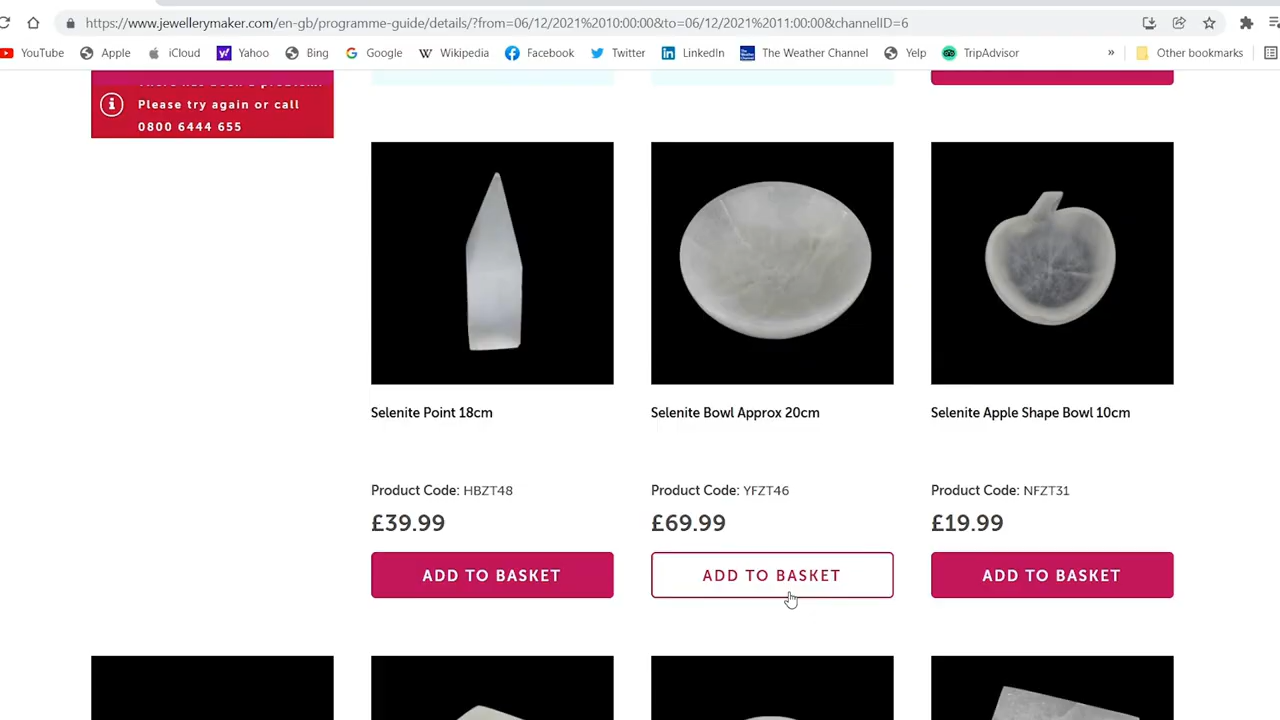 https://www.jewellerymaker.com/en-gb/programme-guide/details/?from=06/12/2021%2010:00:00&to=06/12/2021%2011:00:00&channelID=6
YouTube Apple iCloud Yahoo Bing Google Wikipedia Facebook Twitter LinkedIn The Weather Channel Yelp TripAdvisor » Other bookmarks
Please try again or call
0800 6444 655
Selenite Point 18cm
Selenite Bowl Approx 20cm
Selenite Apple Shape Bowl 10cm
Product Code: HBZT48
Product Code: YFZT46
Product Code: NFZT31
£39.99
£69.99
£19.99
ADD TO BASKET
ADD TO BASKET
ADD TO BASKET